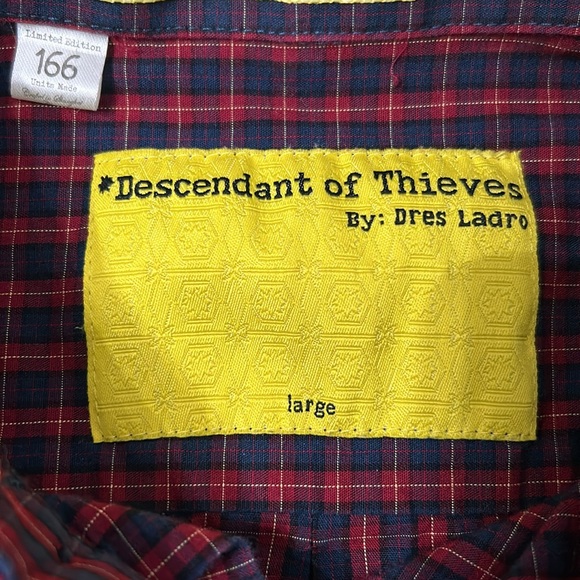 Limited Edition
166
Units Made
*Descendant of Thieves
By: Dres Ladro
large